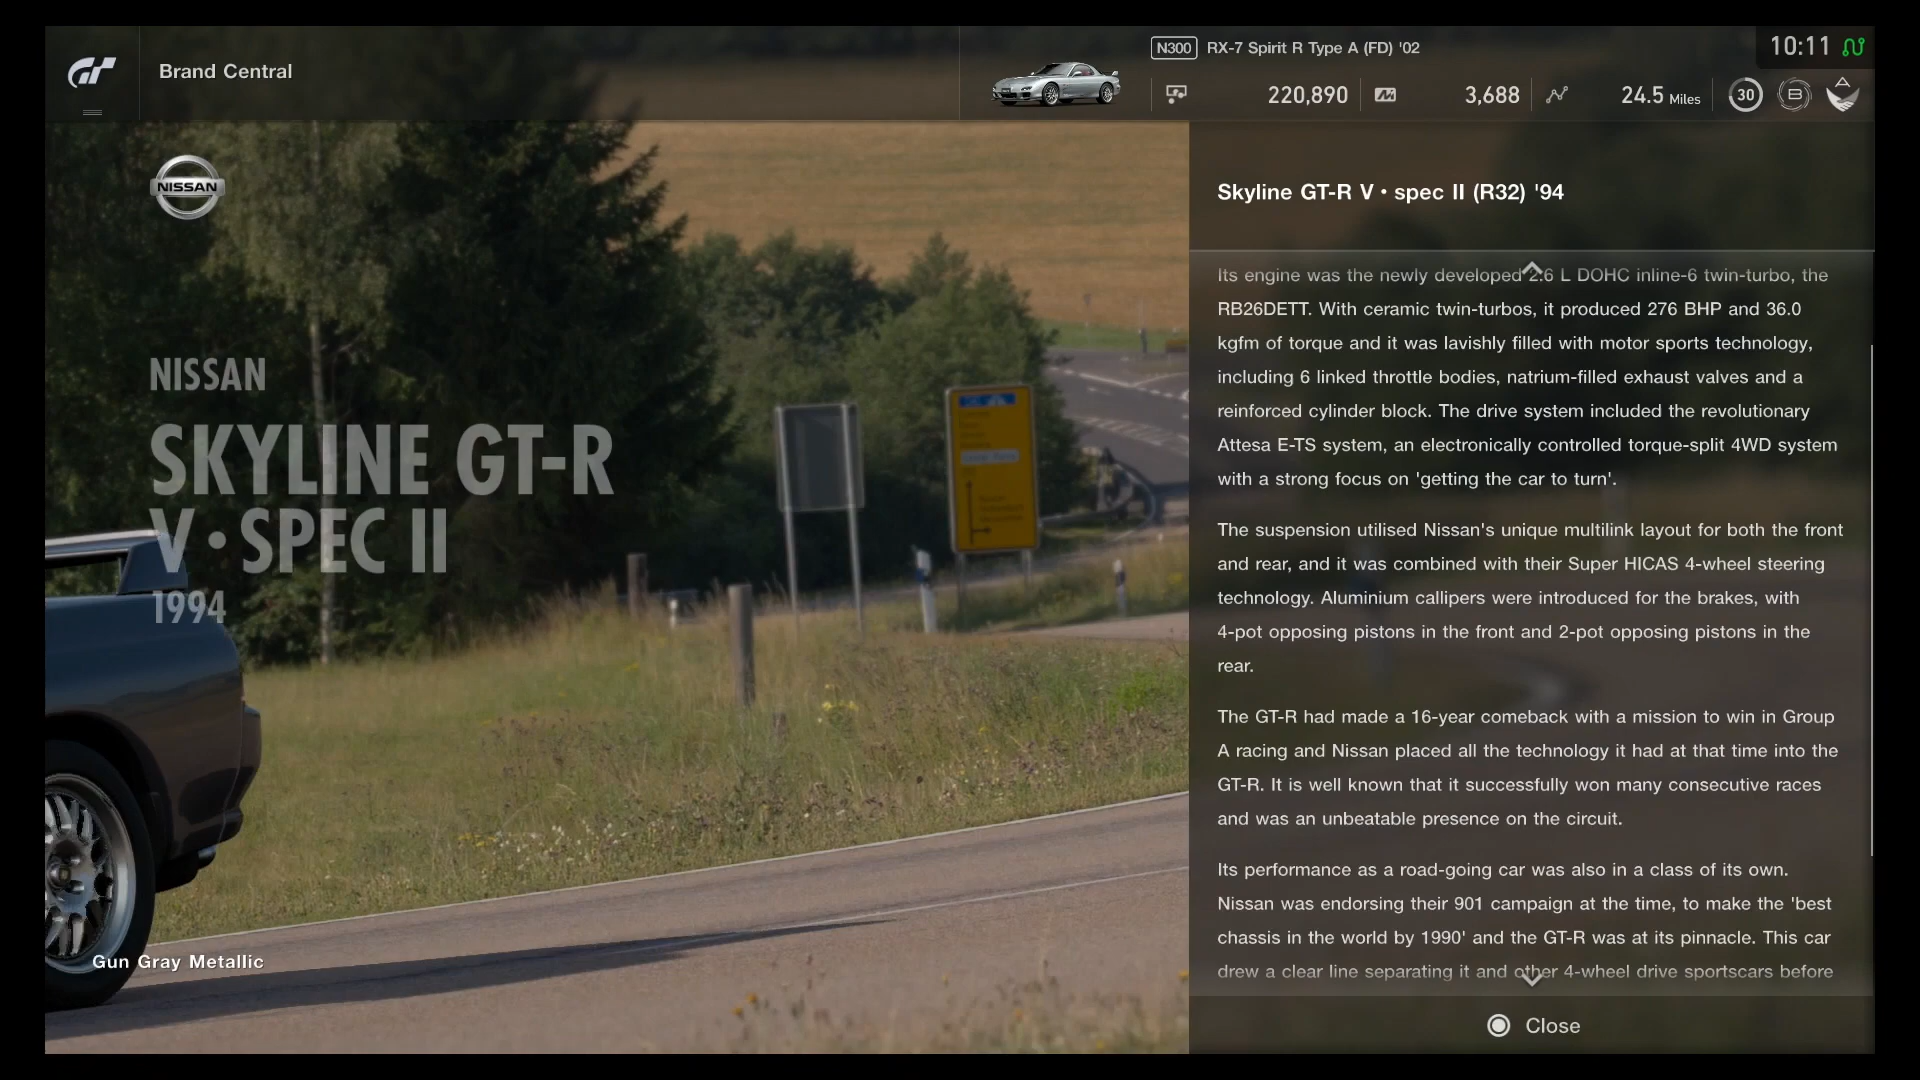 Brand Central
N300 RX-7 Spirit R Type A (FD) '02
10:11
220,890
3,688
24.5 Miles
30
B
A
NISSAN
NISSAN
SKYLINE GT-R
V・SPEC II
1994
Gun Gray Metallic
Skyline GT-R V・spec II (R32) '94
Its engine was the newly developed 2.6 L DOHC inline-6 twin-turbo, the
RB26DETT. With ceramic twin-turbos, it produced 276 BHP and 36.0
kgfm of torque and it was lavishly filled with motor sports technology,
including 6 linked throttle bodies, natrium-filled exhaust valves and a
reinforced cylinder block. The drive system included the revolutionary
Attesa E-TS system, an electronically controlled torque-split 4WD system
with a strong focus on 'getting the car to turn'.
The suspension utilised Nissan's unique multilink layout for both the front
and rear, and it was combined with their Super HICAS 4-wheel steering
technology. Aluminium callipers were introduced for the brakes, with
4-pot opposing pistons in the front and 2-pot opposing pistons in the
rear.
The GT-R had made a 16-year comeback with a mission to win in Group
A racing and Nissan placed all the technology it had at that time into the
GT-R. It is well known that it successfully won many consecutive races
and was an unbeatable presence on the circuit.
Its performance as a road-going car was also in a class of its own.
Nissan was endorsing their 901 campaign at the time, to make the 'best
chassis in the world by 1990' and the GT-R was at its pinnacle. This car
drew a clear line separating it and other 4-wheel drive sportscars before
Close